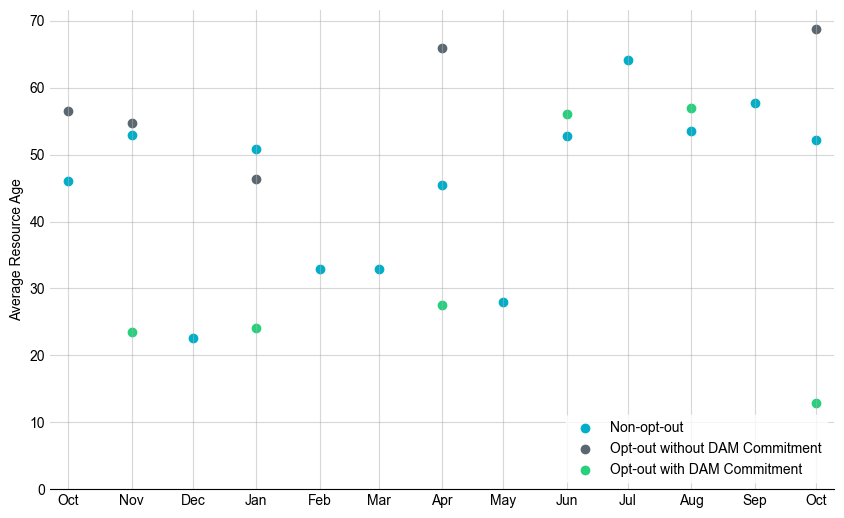 Average Resource Age
70
60
50
40
30
20
10
0
Oct Nov Dec Jan Feb Mar Apr May Jun Jul Aug Sep Oct
Non-opt-out
Opt-out without DAM Commitment
Opt-out with DAM Commitment